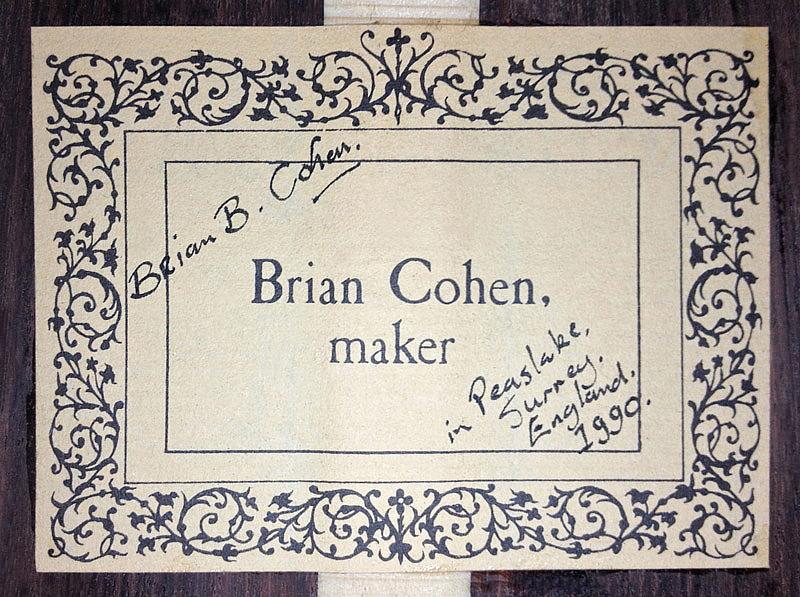 Brian B. Cohen.
Brian Cohen,
maker
in Peaslake,
Surrey.
England.
1990.